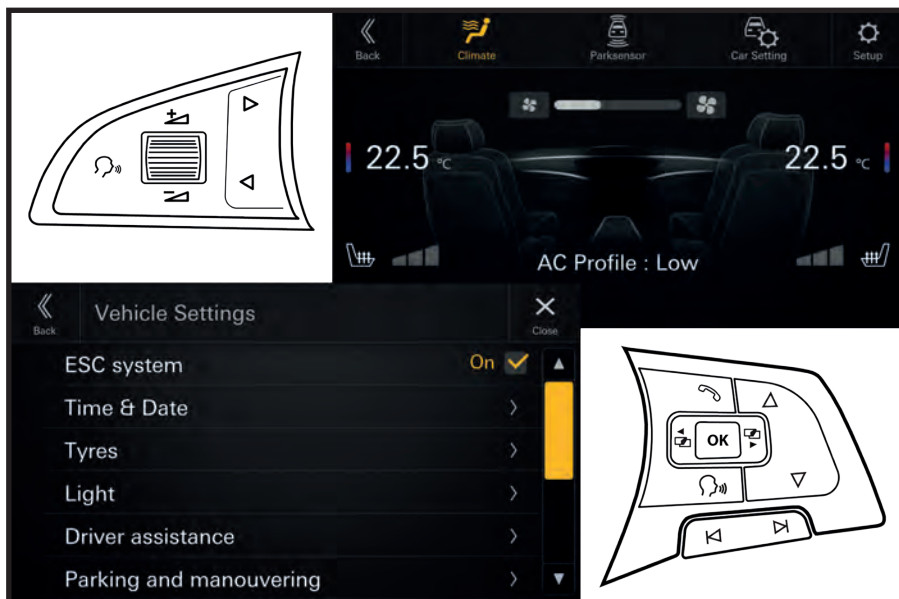 Back
Climate
Parksensor
Car Setting
Setup
22.5 °C
22.5 °C
AC Profile : Low
Back
Vehicle Settings
Close
ESC system On
Time & Date
Tyres
Light
Driver assistance
Parking and manouvering
OK